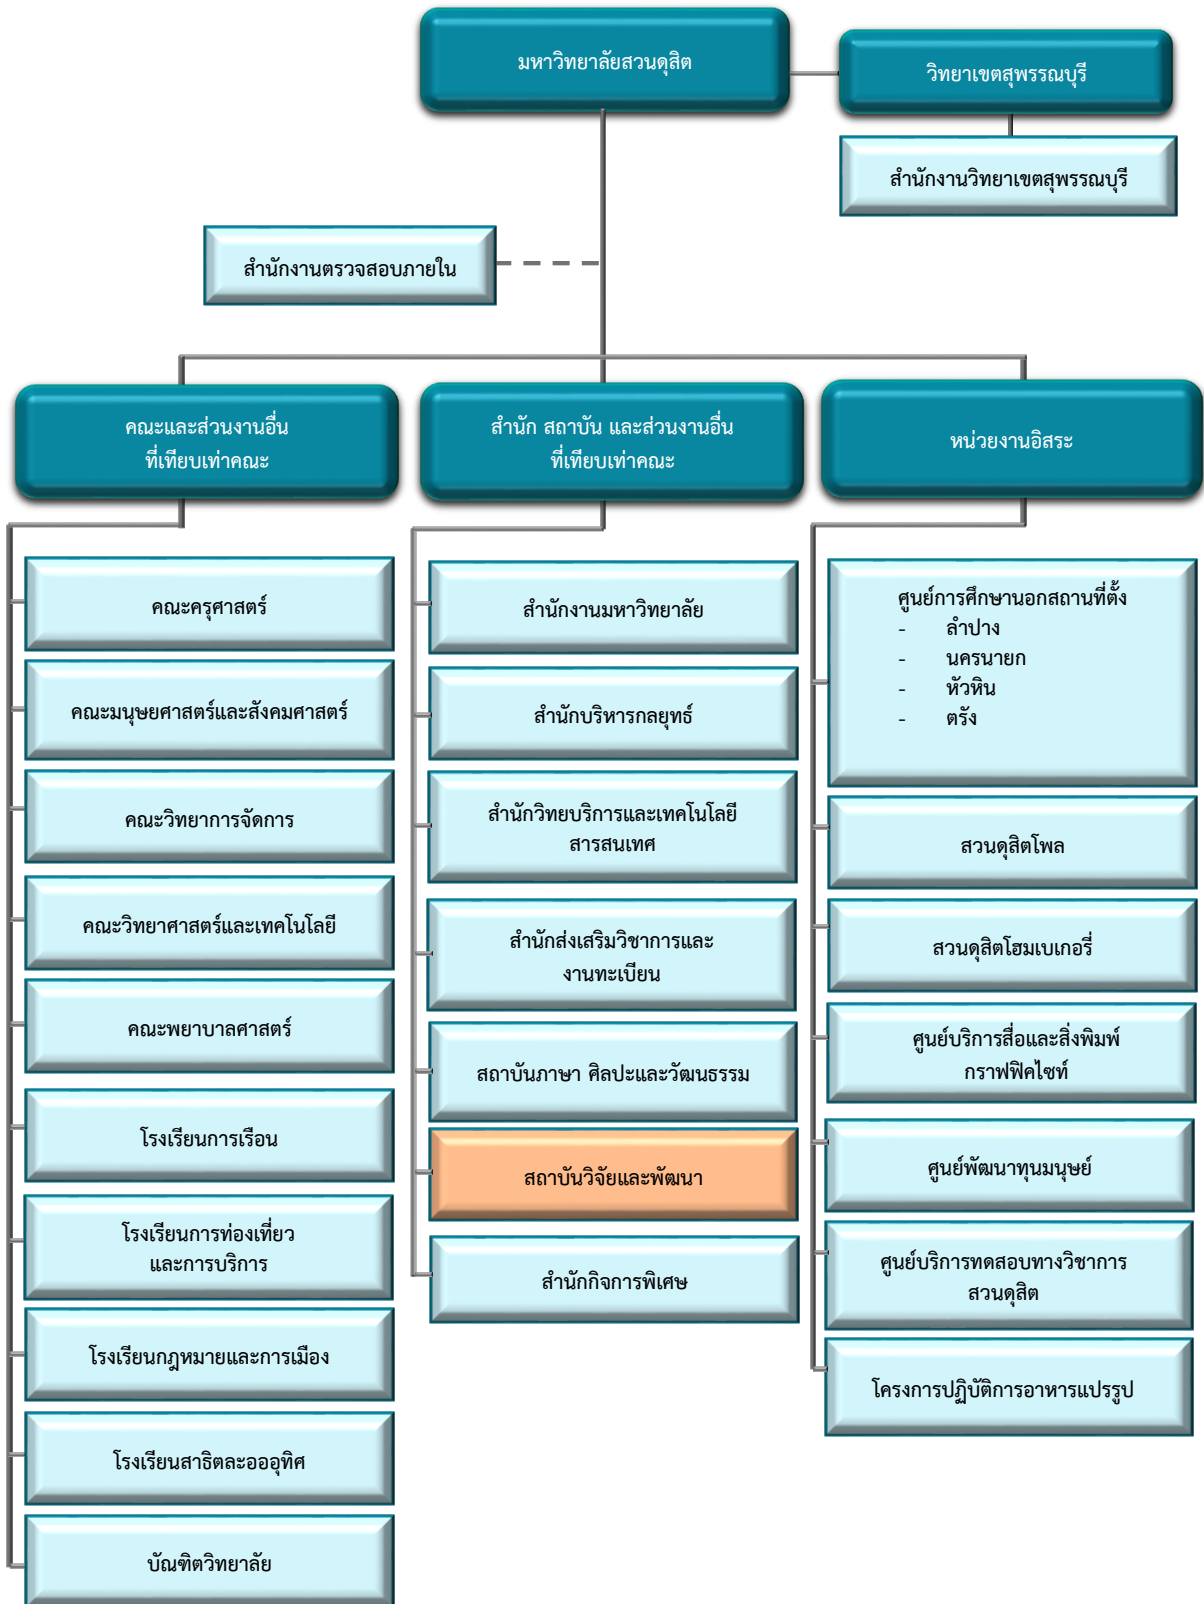 มหาวิทยาลัยสวนดุสิต
วิทยาเขตสุพรรณบุรี
สำนักงานวิทยาเขตสุพรรณบุรี
สำนักงานตรวจสอบภายใน
คณะและส่วนงานอื่น
ที่เทียบเท่าคณะ
คณะครุศาสตร์
คณะมนุษยศาสตร์และสังคมศาสตร์
คณะวิทยาการจัดการ
คณะวิทยาศาสตร์และเทคโนโลยี
คณะพยาบาลศาสตร์
โรงเรียนการเรือน
โรงเรียนการท่องเที่ยว
และการบริการ
โรงเรียนกฎหมายและการเมือง
โรงเรียนสาธิตละอออุทิศ
บัณฑิตวิทยาลัย
สำนัก สถาบัน และส่วนงานอื่น
ที่เทียบเท่าคณะ
สำนักงานมหาวิทยาลัย
สำนักบริหารกลยุทธ์
สำนักวิทยบริการและเทคโนโลยี
สารสนเทศ
สำนักส่งเสริมวิชาการและ
งานทะเบียน
สถาบันภาษา ศิลปะและวัฒนธรรม
สถาบันวิจัยและพัฒนา
สำนักกิจการพิเศษ
หน่วยงานอิสระ
ศูนย์การศึกษานอกสถานที่ตั้ง
- ลำปาง
- นครนายก
- หัวหิน
- ตรัง
สวนดุสิตโพล
สวนดุสิตโฮมเบเกอรี่
ศูนย์บริการสื่อและสิ่งพิมพ์
กราฟฟิคไซท์
ศูนย์พัฒนาทุนมนุษย์
ศูนย์บริการทดสอบทางวิชาการ
สวนดุสิต
โครงการปฏิบัติการอาหารแปรรูป